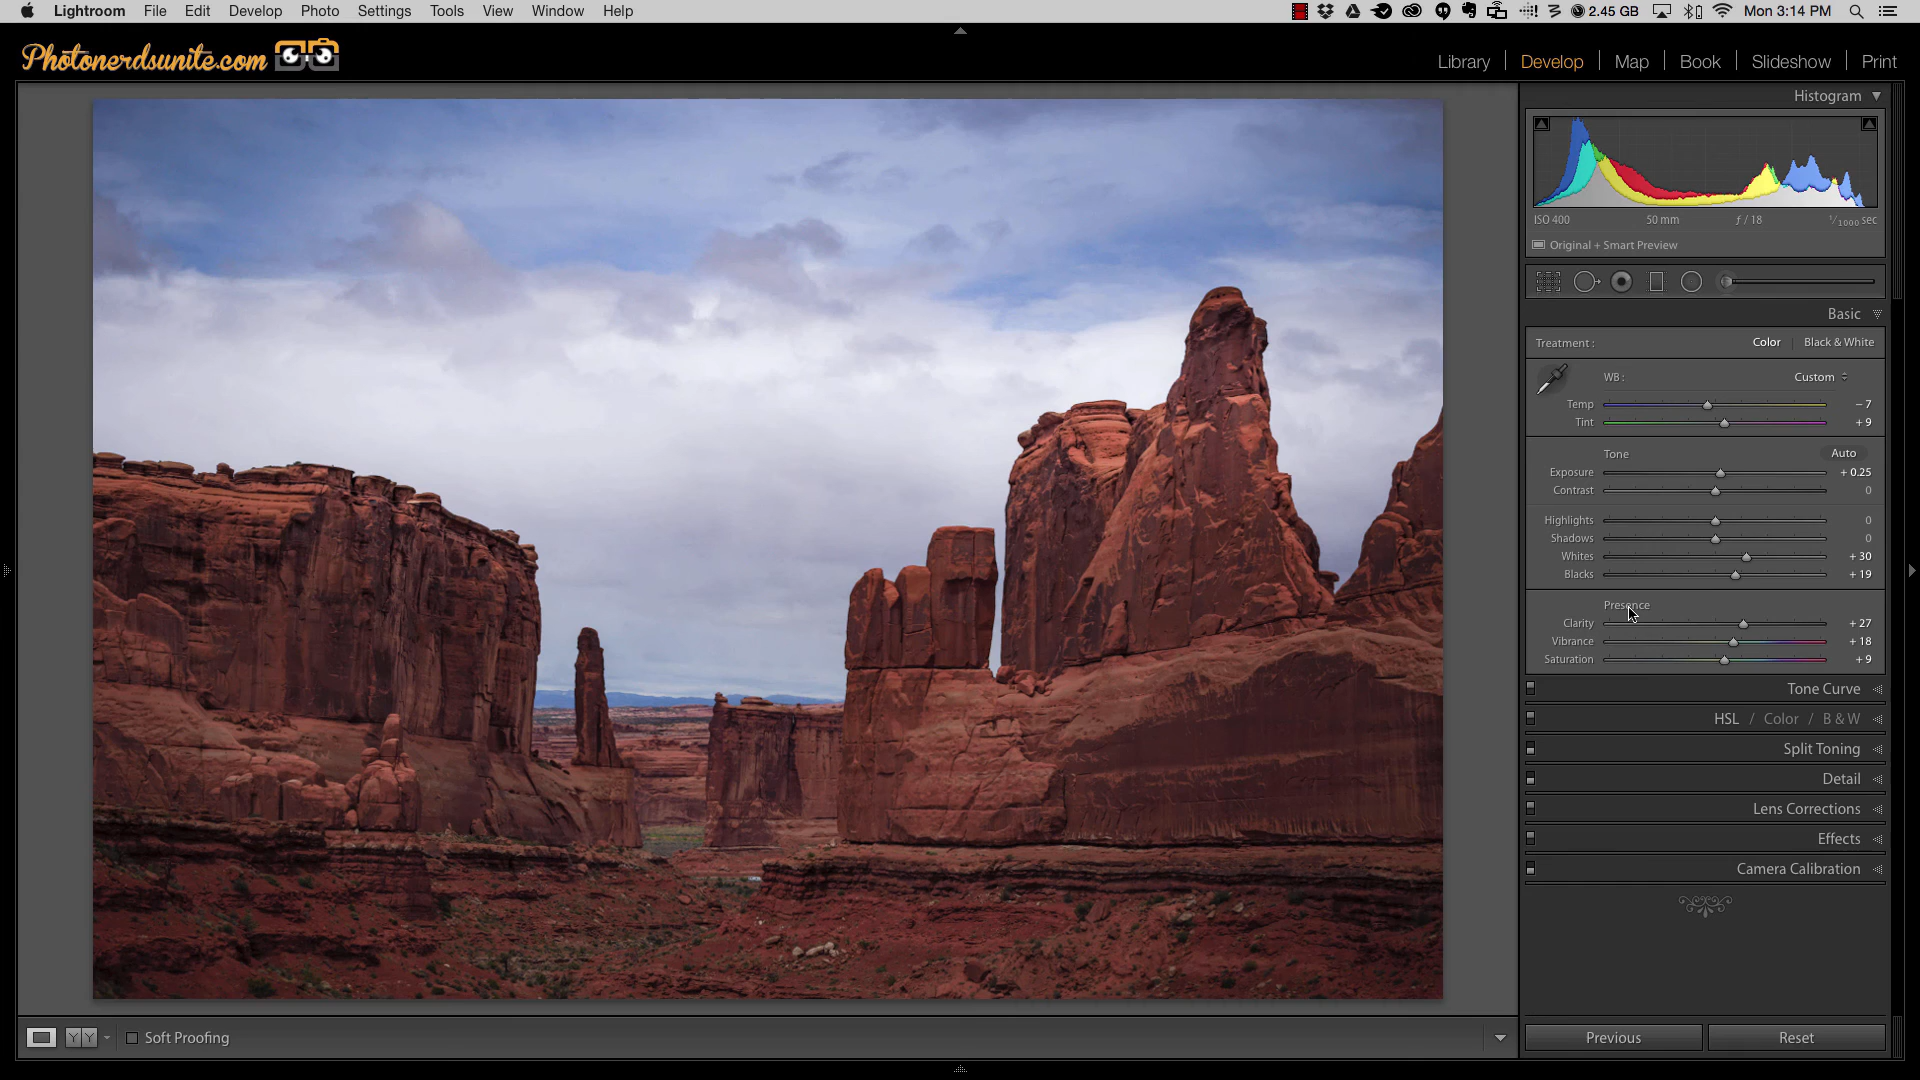 Lightroom File Edit Develop Photo Settings Tools View Window Help 2.45 GB Mon 3:14 PM
Photonerdsunite.com
Library Develop Map Book Slideshow Print
Histogram
ISO 400 50 mm ƒ / 18 1/1000 sec
Original + Smart Preview
Basic
Treatment : Color Black & White
WB : Custom
Temp − 7
Tint + 9
Tone Auto
Exposure + 0.25
Contrast 0
Highlights 0
Shadows 0
Whites + 30
Blacks + 19
Presence
Clarity + 27
Vibrance + 18
Saturation + 9
Tone Curve
HSL / Color / B & W
Split Toning
Detail
Lens Corrections
Effects
Camera Calibration
Y Y Soft Proofing
Previous Reset